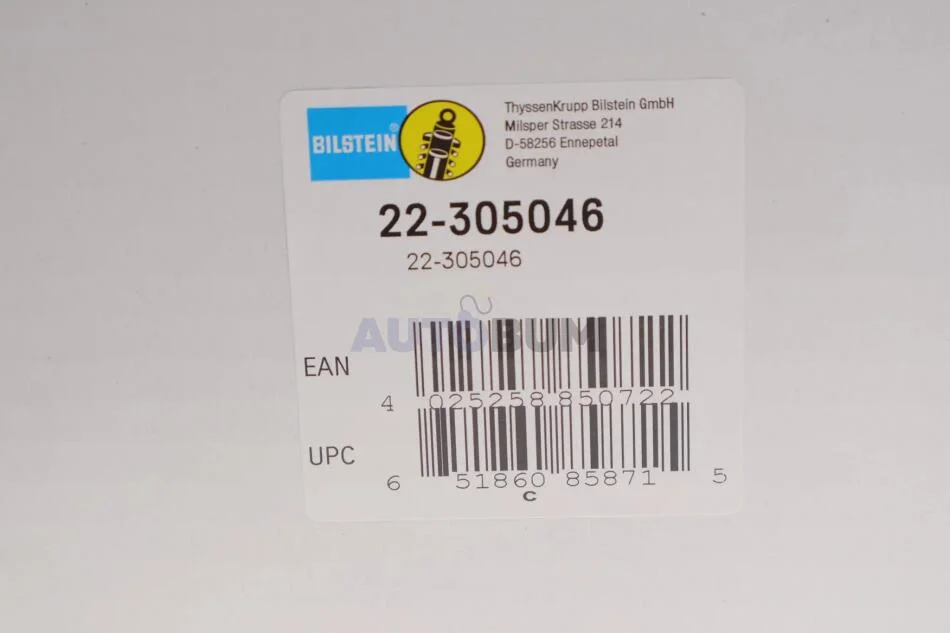 BILSTEIN®
ThyssenKrupp Bilstein GmbH
Milsper Strasse 214
D-58256 Ennepetal
Germany
22-305046
22-305046
AUTOBUM
EAN
4 025258 850722
UPC
6 51860 85871 5
C